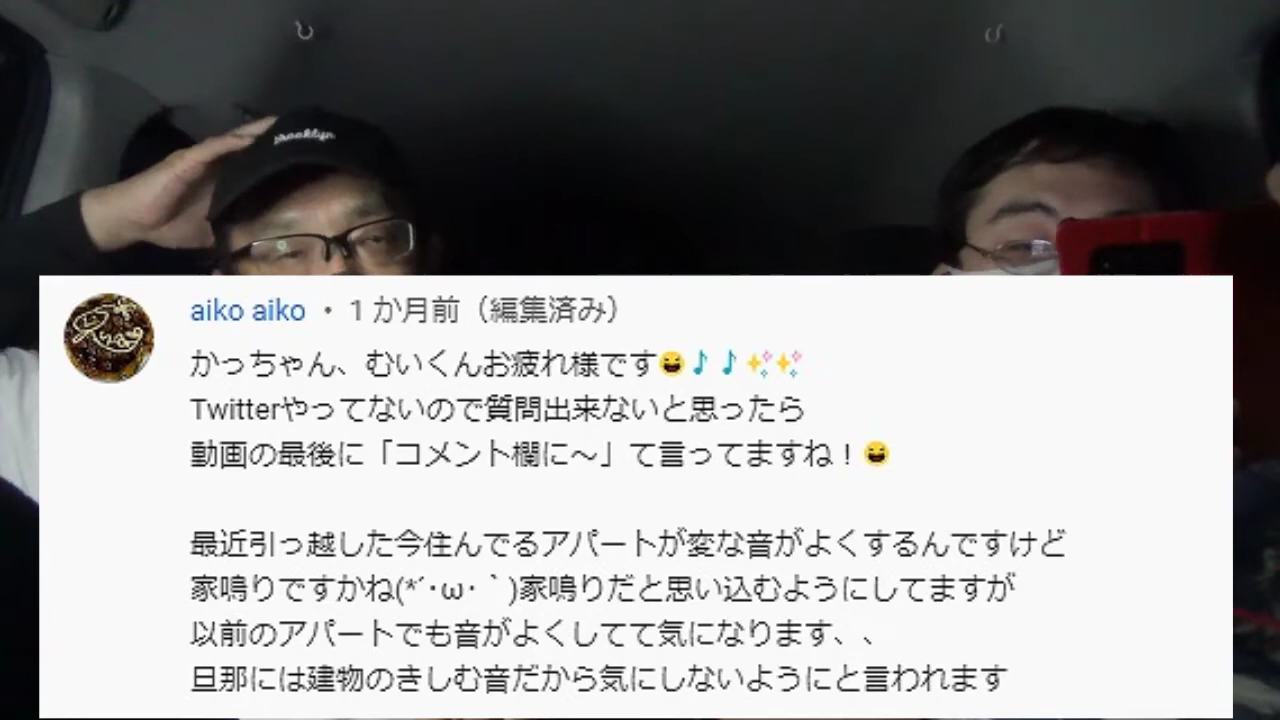 brooklyn
aiko aiko ・ 1 か月前（編集済み）
かっちゃん、むいくんお疲れ様です😆♪♪✨✨
Twitterやってないので質問出来ないと思ったら
動画の最後に「コメント欄に～」て言ってますね！😆
最近引っ越した今住んでるアパートが変な音がよくするんですけど
家鳴りですかね(*´･ω･｀)家鳴りだと思い込むようにしてますが
以前のアパートでも音がよくしてて気になります、、
旦那には建物のきしむ音だから気にしないようにと言われます